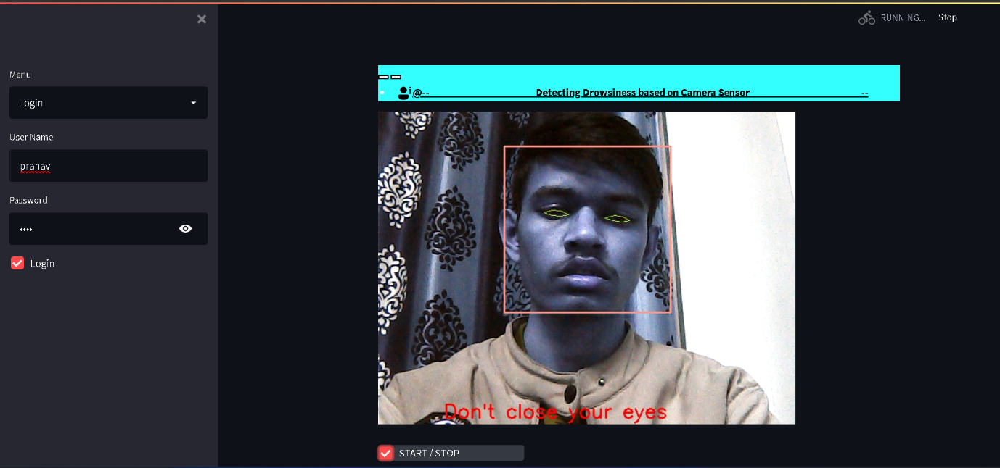 RUNNING...
Stop
Menu
Login
User Name
pranav
Password
••••
Login
i@-- Detecting Drowsiness based on Camera Sensor --
Don't close your eyes
START / STOP